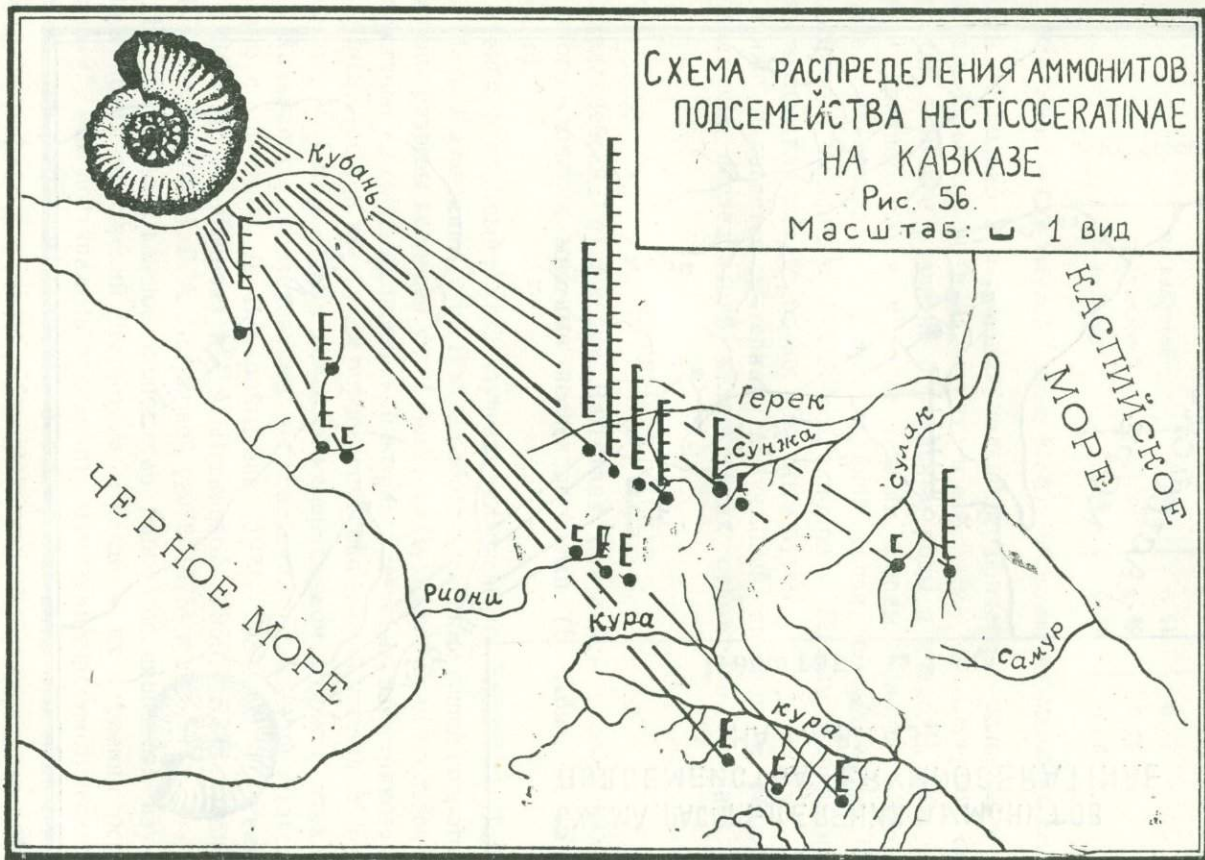 СХЕМА РАСПРЕДЕЛЕНИЯ АММОНИТОВ
ПОДСЕМЕЙСТВА HECTICOCERATINAE
НА КАВКАЗЕ
Рис. 56.
Масштаб: 1 вид
Кубань
КАСПИЙСКОЕ
МОРЕ
Терек
Сунжа
Сулак
ЧЕРНОЕ МОРЕ
Риони
Кура
Самур
Кура